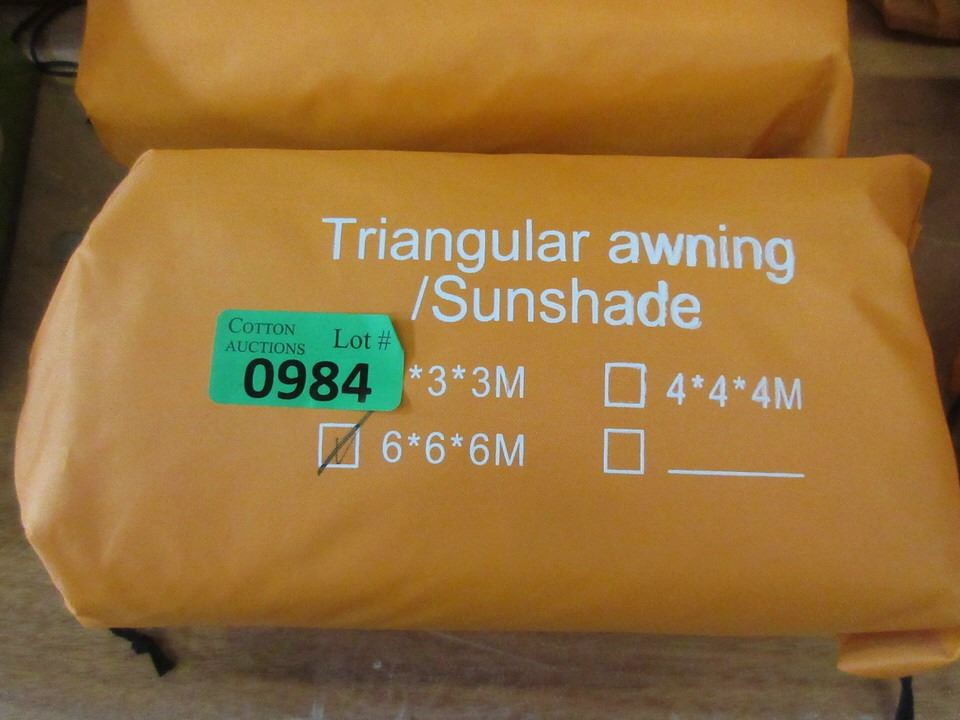 Triangular awning
/Sunshade
COTTON
AUCTIONS
Lot #
0984
*3*3M
4*4*4M
6*6*6M